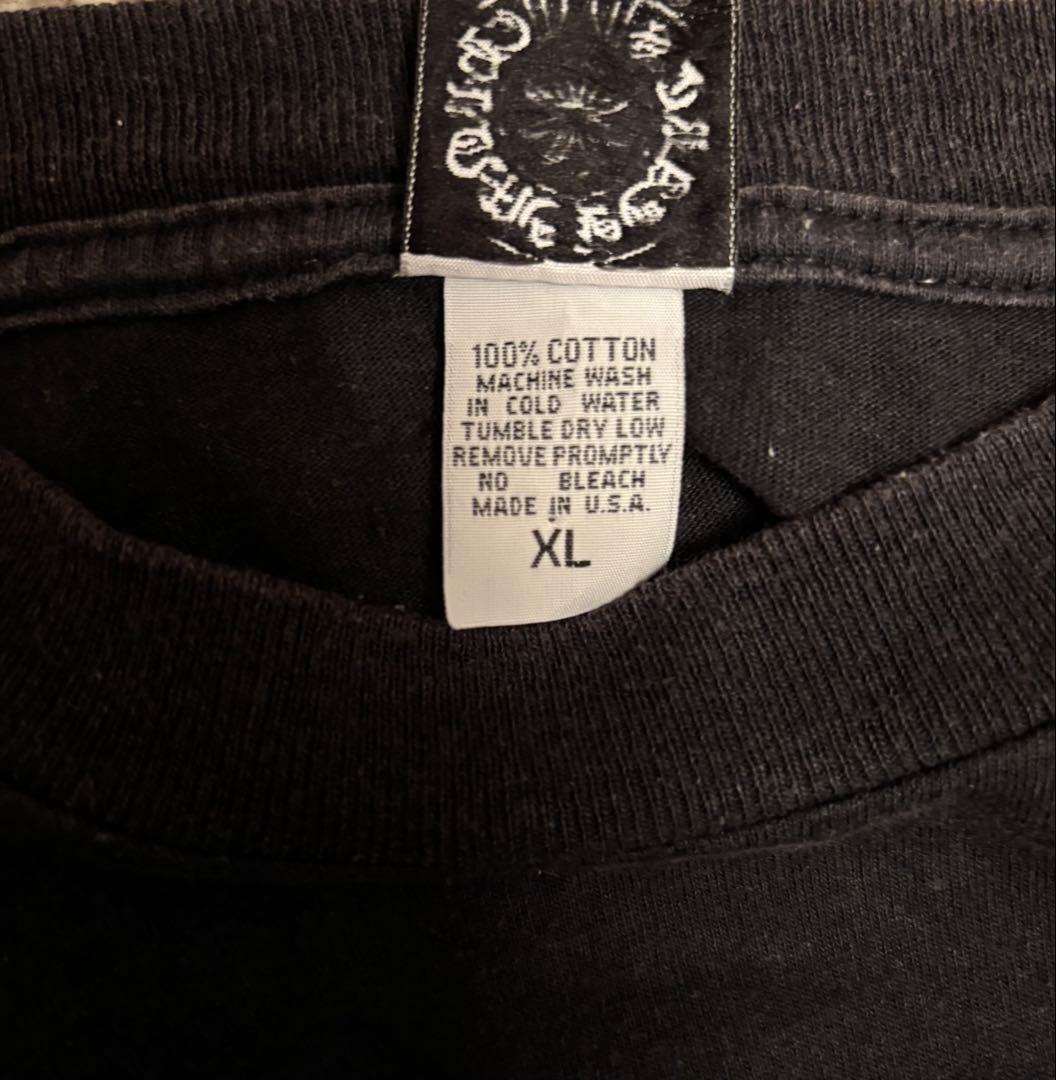 100% COTTON
MACHINE WASH
IN COLD WATER
TUMBLE DRY LOW
REMOVE PROMPTLY
NO BLEACH
MADE IN U.S.A.
XL